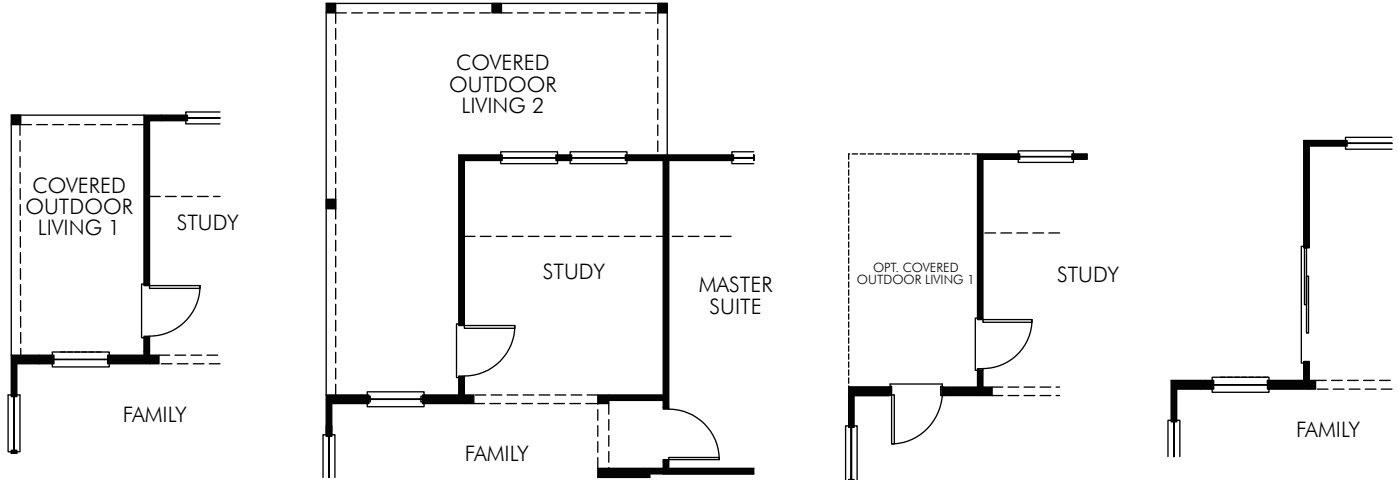 COVERED
OUTDOOR
LIVING 1
STUDY
FAMILY
COVERED
OUTDOOR
LIVING 2
STUDY
MASTER
SUITE
FAMILY
OPT. COVERED
OUTDOOR LIVING 1
STUDY
FAMILY